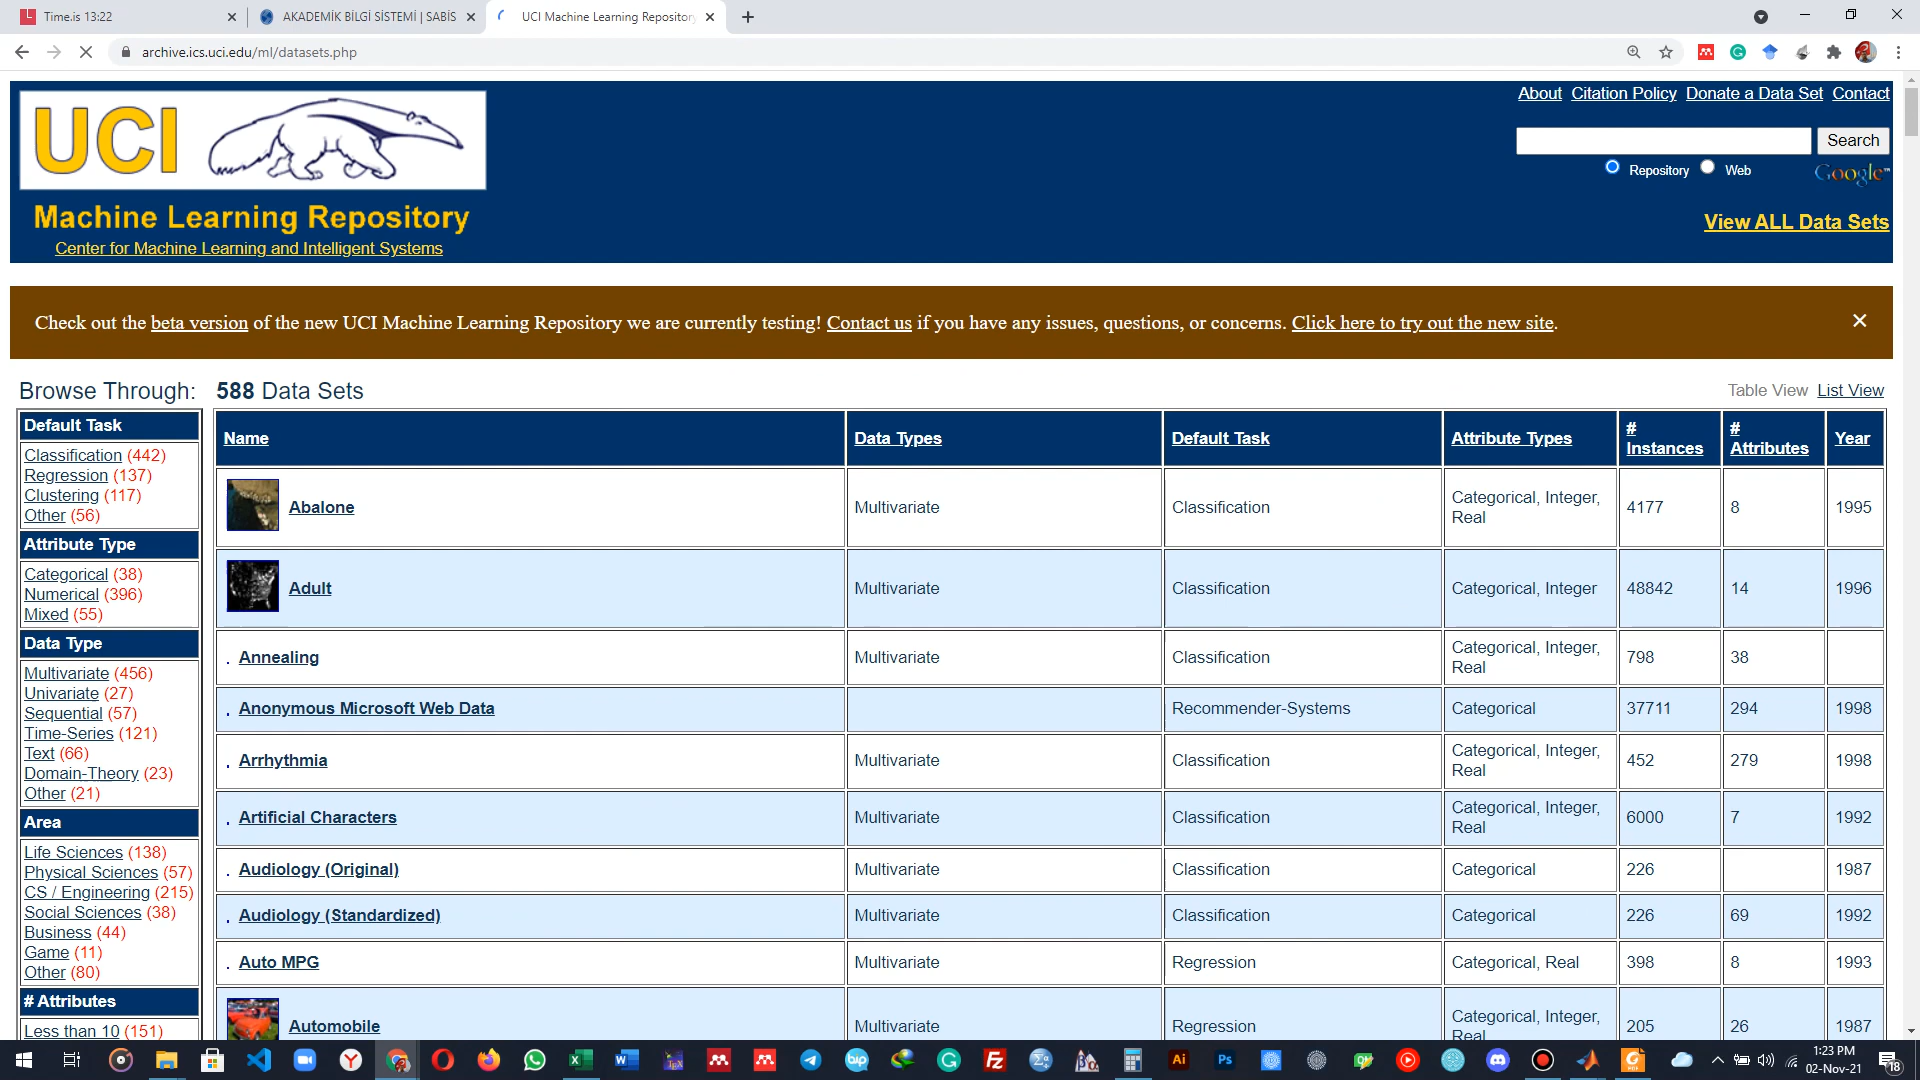 Time.is 13:22
AKADEMİK BİLGİ SİSTEMİ | SABİS
UCI Machine Learning Repository
archive.ics.uci.edu/ml/datasets.php
UCI
Machine Learning Repository
Center for Machine Learning and Intelligent Systems
About Citation Policy Donate a Data Set Contact
Search
Repository Web Google™
View ALL Data Sets
Check out the beta version of the new UCI Machine Learning Repository we are currently testing! Contact us if you have any issues, questions, or concerns. Click here to try out the new site.
Browse Through:
Default Task
Classification (442)
Regression (137)
Clustering (117)
Other (56)
Attribute Type
Categorical (38)
Numerical (396)
Mixed (55)
Data Type
Multivariate (456)
Univariate (27)
Sequential (57)
Time-Series (121)
Text (66)
Domain-Theory (23)
Other (21)
Area
Life Sciences (138)
Physical Sciences (57)
CS / Engineering (215)
Social Sciences (38)
Business (44)
Game (11)
Other (80)
# Attributes
Less than 10 (151)
588 Data Sets
Table View List View
Name Data Types Default Task Attribute Types # Instances # Attributes Year
Abalone Multivariate Classification Categorical, Integer, Real 4177 8 1995
Adult Multivariate Classification Categorical, Integer 48842 14 1996
Annealing Multivariate Classification Categorical, Integer, Real 798 38
Anonymous Microsoft Web Data Recommender-Systems Categorical 37711 294 1998
Arrhythmia Multivariate Classification Categorical, Integer, Real 452 279 1998
Artificial Characters Multivariate Classification Categorical, Integer, Real 6000 7 1992
Audiology (Original) Multivariate Classification Categorical 226 1987
Audiology (Standardized) Multivariate Classification Categorical 226 69 1992
Auto MPG Multivariate Regression Categorical, Real 398 8 1993
Automobile Multivariate Regression Categorical, Integer, Real 205 26 1987
1:23 PM
02-Nov-21
18